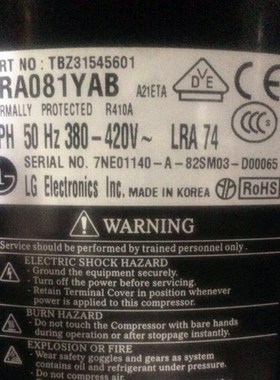 RT NO : TBZ31545601
RA081YAB A21ETA
RMALLY PROTECTED R410A
PH 50 Hz 380-420V~ LRA 74
SERIAL NO. 7NE01140-A-82SM03-D00065
LG Electronics Inc. MADE IN KOREA RoHS
DVE
CE
CCC
WARNING
Service should be performed by trained personnel only.
ELECTRIC SHOCK HAZARD
- Ground the equipment securely.
- Turn off the power before servicing.
- Retain Terminal Cover in position whenever
power is applied to this compressor.
BURN HAZARD
- Do not touch the Compressor with bare hands
during operation or after stoppage instantly.
EXPLOSION OR FIRE
- Wear safety goggles and gears as system
contains oil and refrigerant under pressure.
- Do not compress air.